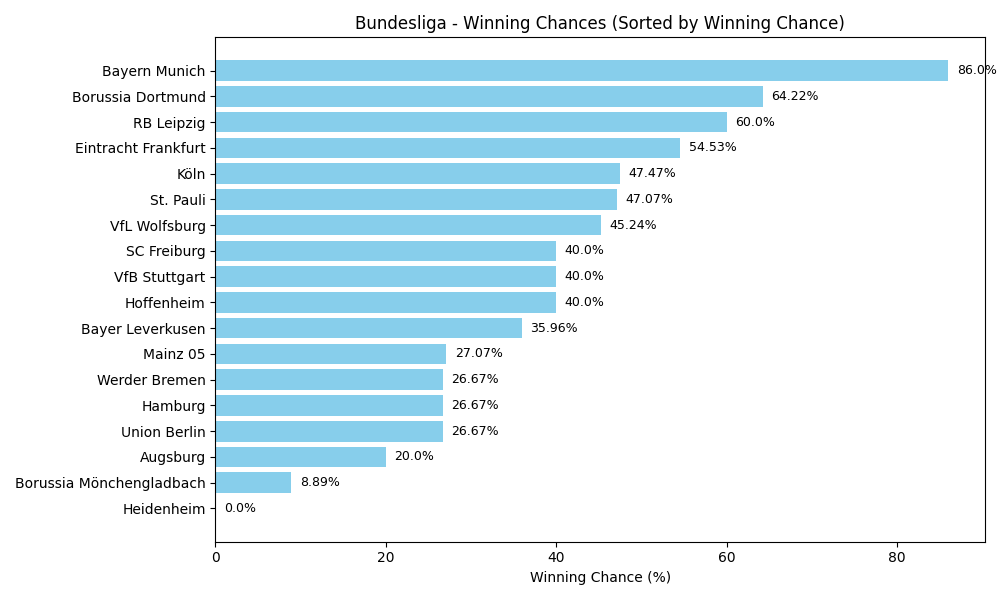 Bundesliga - Winning Chances (Sorted by Winning Chance)
Bayern Munich 86.0%
Borussia Dortmund 64.22%
RB Leipzig 60.0%
Eintracht Frankfurt 54.53%
Köln 47.47%
St. Pauli 47.07%
VfL Wolfsburg 45.24%
SC Freiburg 40.0%
VfB Stuttgart 40.0%
Hoffenheim 40.0%
Bayer Leverkusen 35.96%
Mainz 05 27.07%
Werder Bremen 26.67%
Hamburg 26.67%
Union Berlin 26.67%
Augsburg 20.0%
Borussia Mönchengladbach 8.89%
Heidenheim 0.0%
0 20 40 60 80
Winning Chance (%)